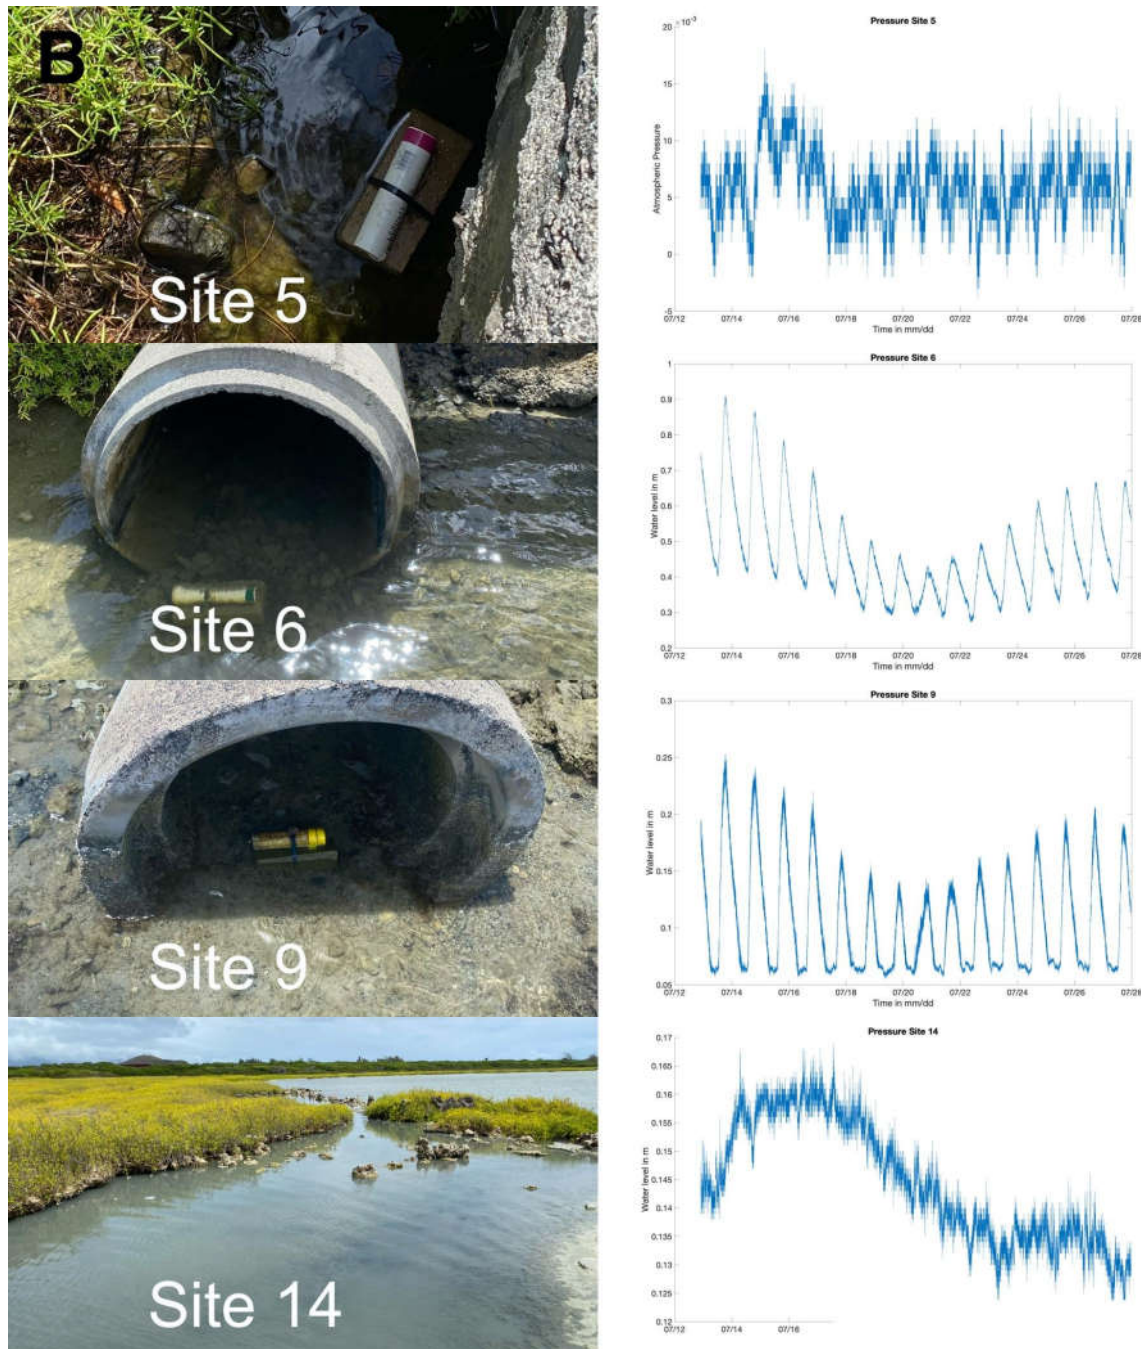 B
Site 5
Pressure Site 5
×10⁻³
20
15
10
5
0
-5
Atmospheric Pressure
07/12 07/14 07/16 07/18 07/20 07/22 07/24 07/26 07/28
Time in mm/dd
Site 6
Pressure Site 6
1
0.9
0.8
0.7
0.6
0.5
0.4
0.3
0.2
Water level in m
07/12 07/14 07/16 07/18 07/20 07/22 07/24 07/26 07/28
Time in mm/dd
Site 9
Pressure Site 9
0.3
0.25
0.2
0.15
0.1
0.05
Water level in m
07/12 07/14 07/16 07/18 07/20 07/22 07/24 07/26 07/28
Time in mm/dd
Site 14
Pressure Site 14
0.17
0.165
0.16
0.155
0.15
0.145
0.14
0.135
0.13
0.125
0.12
Water level in m
07/12 07/14 07/16